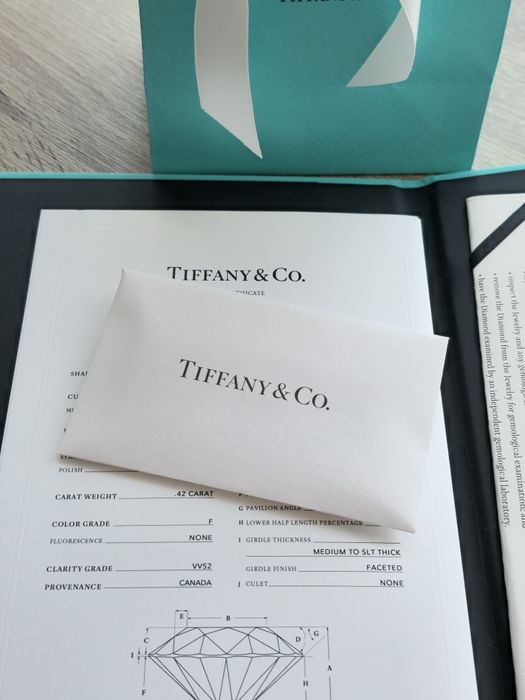 TIFFANY & CO.
TIFFANY & CO.
POLISH
CARAT WEIGHT .42 CARAT
COLOR GRADE F
FLUORESCENCE NONE
CLARITY GRADE VVS2
PROVENANCE CANADA
G PAVILION ANGLE
H LOWER HALF LENGTH PERCENTAGE
I GIRDLE THICKNESS
MEDIUM TO SLT THICK
GIRDLE FINISH FACETED
J CULET NONE
E
B
C
D
G
I
A
F
H
• inspect the Jewelry and any
• remove the Diamond from the Jewelry for gemological examination; and
• have the Diamond examined by an independent gemological laboratory.